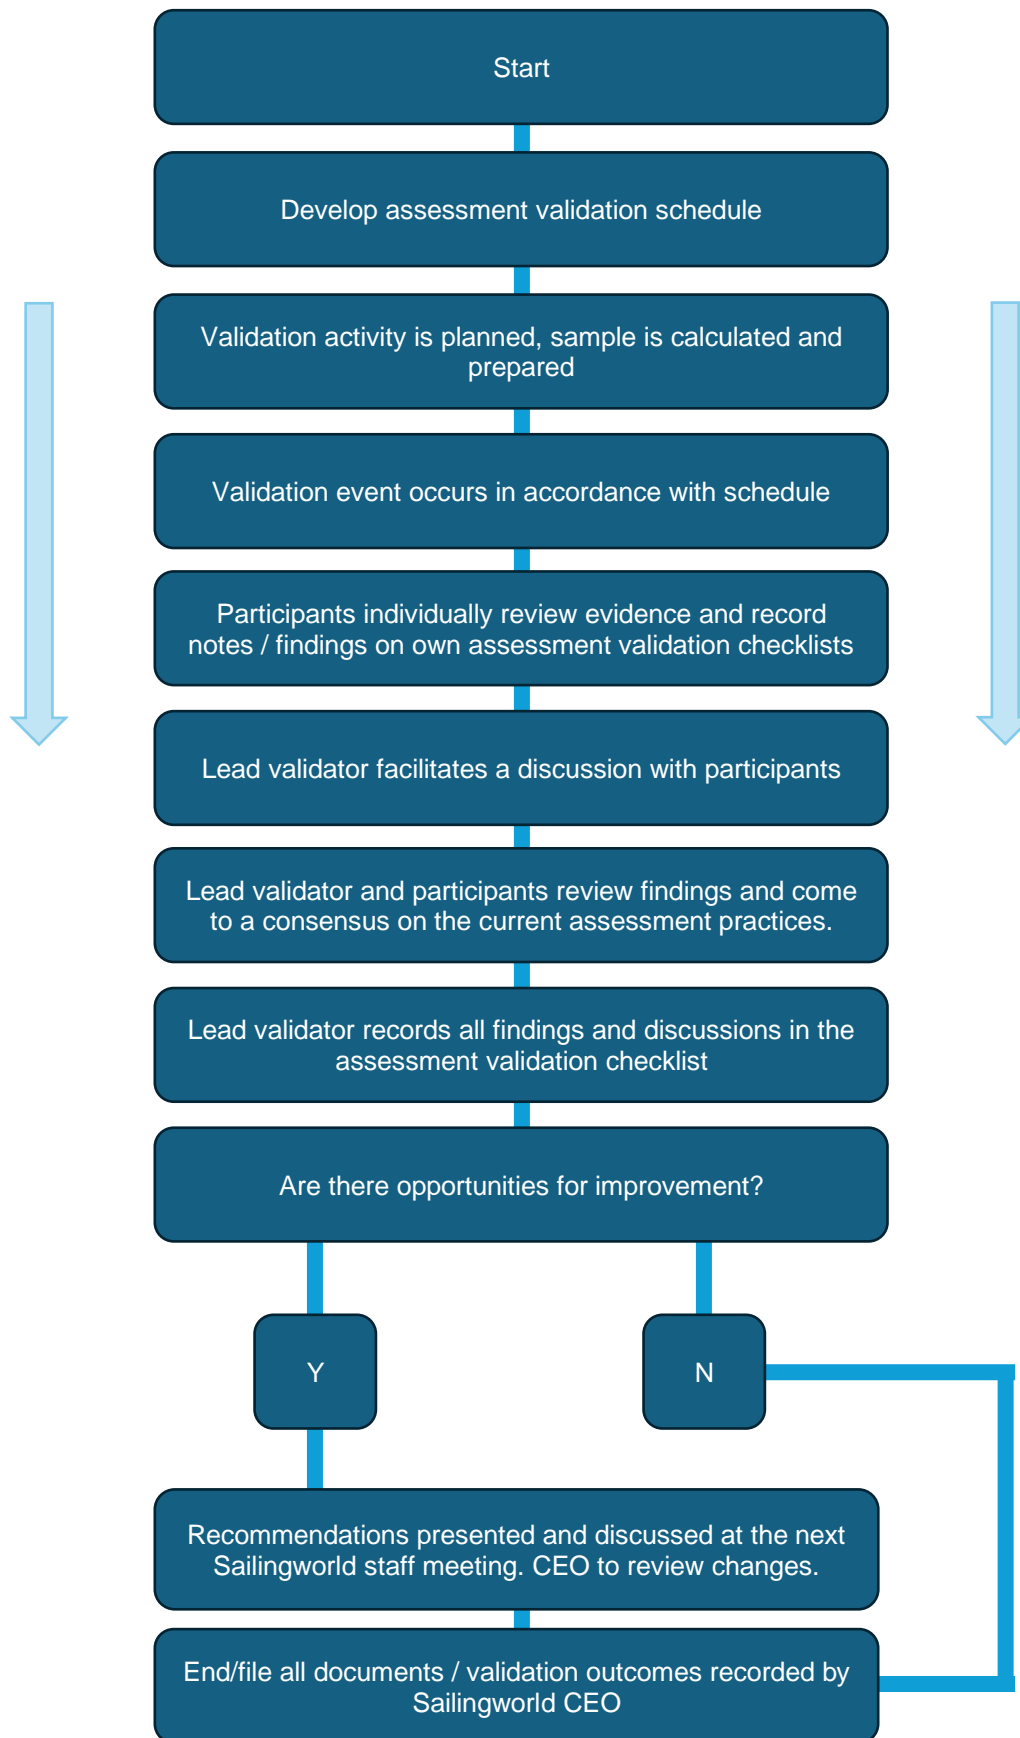 Start
Develop assessment validation schedule
Validation activity is planned, sample is calculated and
prepared
Validation event occurs in accordance with schedule
Participants individually review evidence and record
notes / findings on own assessment validation checklists
Lead validator facilitates a discussion with participants
Lead validator and participants review findings and come
to a consensus on the current assessment practices.
Lead validator records all findings and discussions in the
assessment validation checklist
Are there opportunities for improvement?
Y
N
Recommendations presented and discussed at the next
Sailingworld staff meeting. CEO to review changes.
End/file all documents / validation outcomes recorded by
Sailingworld CEO